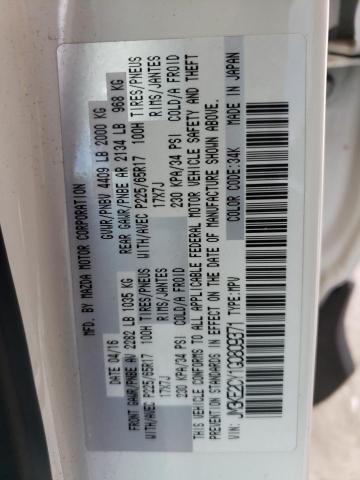 MFD. BY MAZDA MOTOR CORPORATION
DATE 04/16 GVWR/PNBV 4409 LB 2000 KG
FRONT GAWR/PNBE AV 2282 LB 1035 KG REAR GAWR/PNBE AR 2134 LB 968 KG
WITH/AVEC P225/65R17 100H TIRES/PNEUS WITH/AVEC P225/65R17 100H TIRES/PNEUS
17X7J RIMS/JANTES 17X7J RIMS/JANTES
230 KPA/34 PSI COLD/A FROID 230 KPA/34 PSI COLD/A FROID
THIS VEHICLE CONFORMS TO ALL APPLICABLE FEDERAL MOTOR VEHICLE SAFETY AND THEFT
PREVENTION STANDARDS IN EFFECT ON THE DATE OF MANUFACTURE SHOWN ABOVE.
VIN: JM3KE2CY1G0809371 TYPE:MPV COLOR CODE:34K MADE IN JAPAN